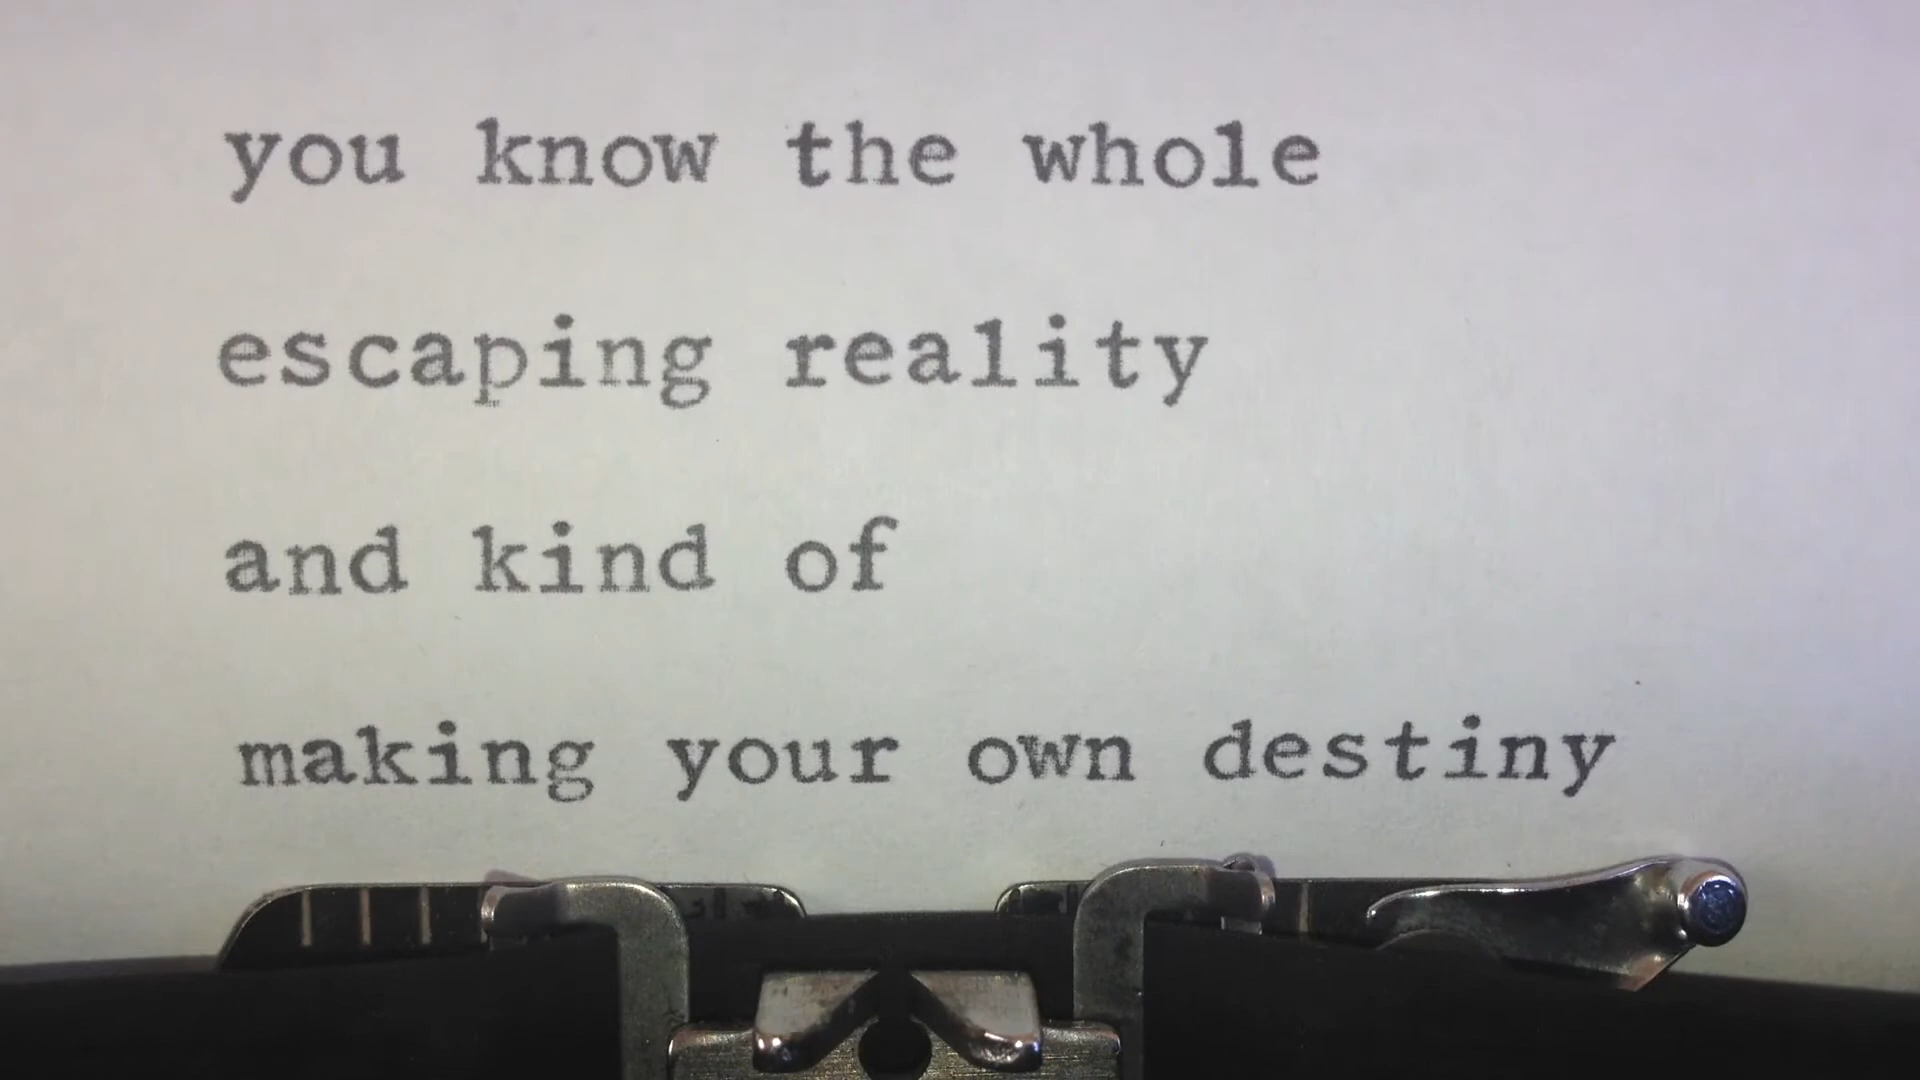 you know the whole
escaping reality
and kind of
making your own destiny